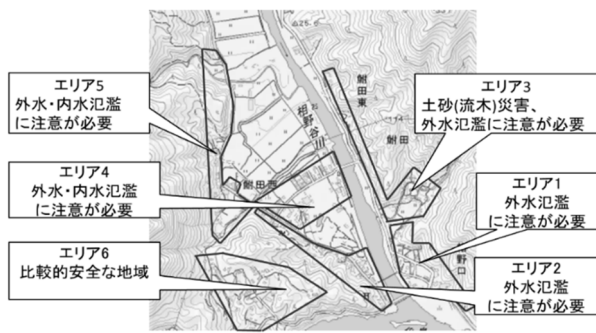 エリア5
外水・内水氾濫
に注意が必要
エリア4
外水・内水氾濫
に注意が必要
エリア6
比較的安全な地域
エリア3
土砂(流木)災害、
外水氾濫に注意が必要
エリア1
外水氾濫
に注意が必要
エリア2
外水氾濫
に注意が必要
相野谷川
鮒田東
鮒田
鮒田西
野口